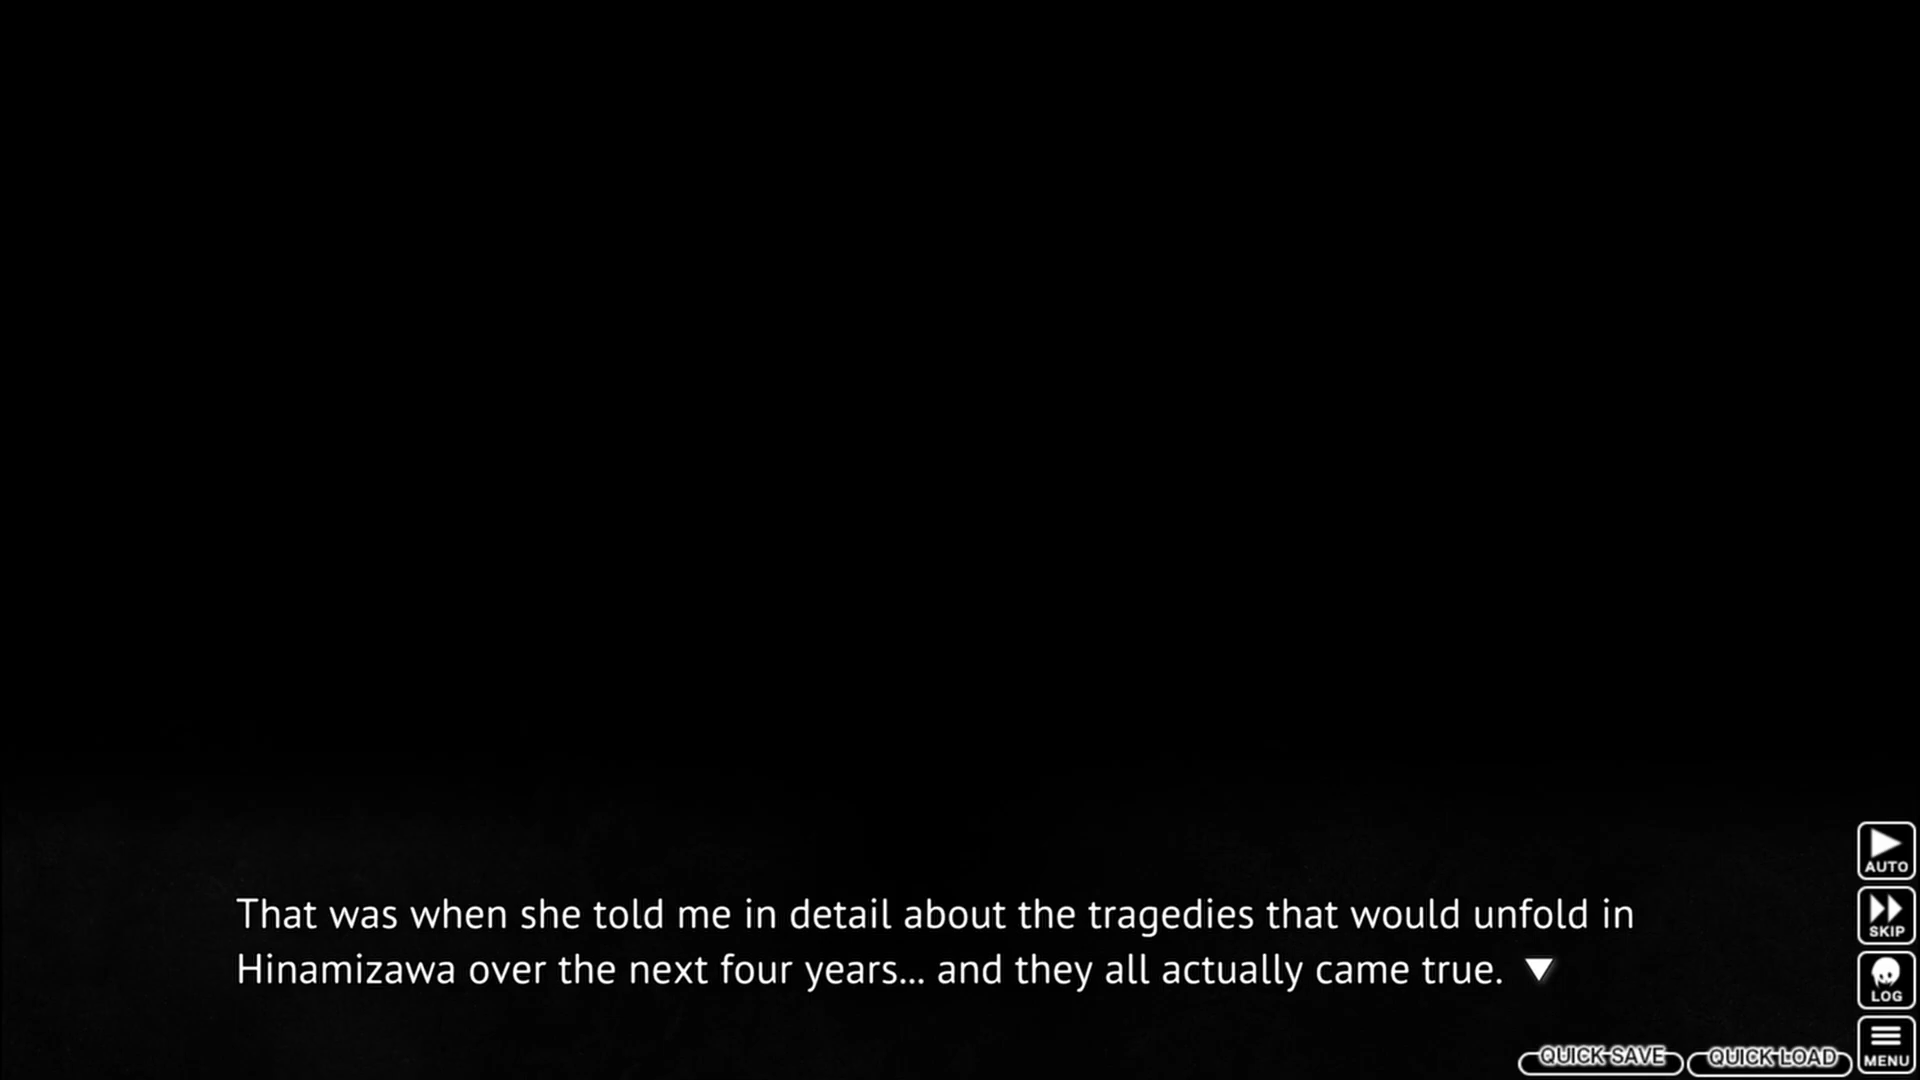 That was when she told me in detail about the tragedies that would unfold in
Hinamizawa over the next four years... and they all actually came true.
AUTO
SKIP
LOG
MENU
QUICK SAVE
QUICK LOAD